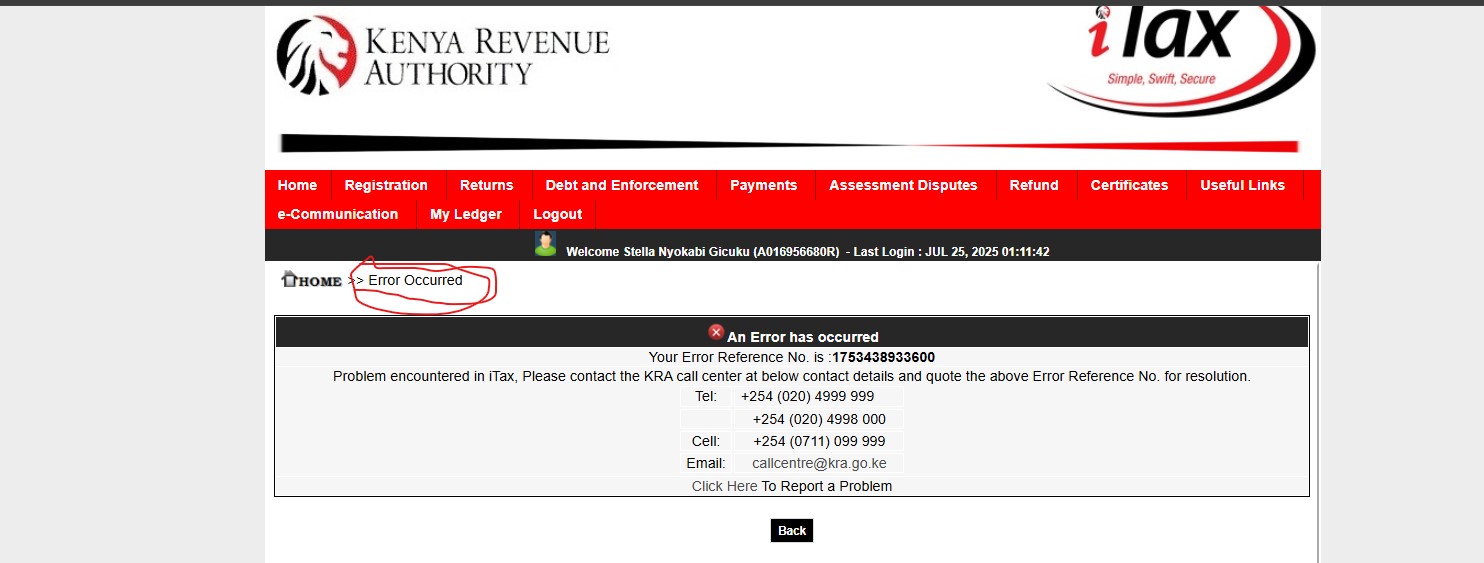 KENYA REVENUE
AUTHORITY
iTax
Simple, Swift, Secure
Home Registration Returns Debt and Enforcement Payments Assessment Disputes Refund Certificates Useful Links
e-Communication My Ledger Logout
Welcome Stella Nyokabi Gicuku (A016956680R) - Last Login : JUL 25, 2025 01:11:42
HOME >> Error Occurred
An Error has occurred
Your Error Reference No. is :1753438933600
Problem encountered in iTax, Please contact the KRA call center at below contact details and quote the above Error Reference No. for resolution.
Tel: +254 (020) 4999 999
+254 (020) 4998 000
Cell: +254 (0711) 099 999
Email: callcentre@kra.go.ke
Click Here To Report a Problem
Back